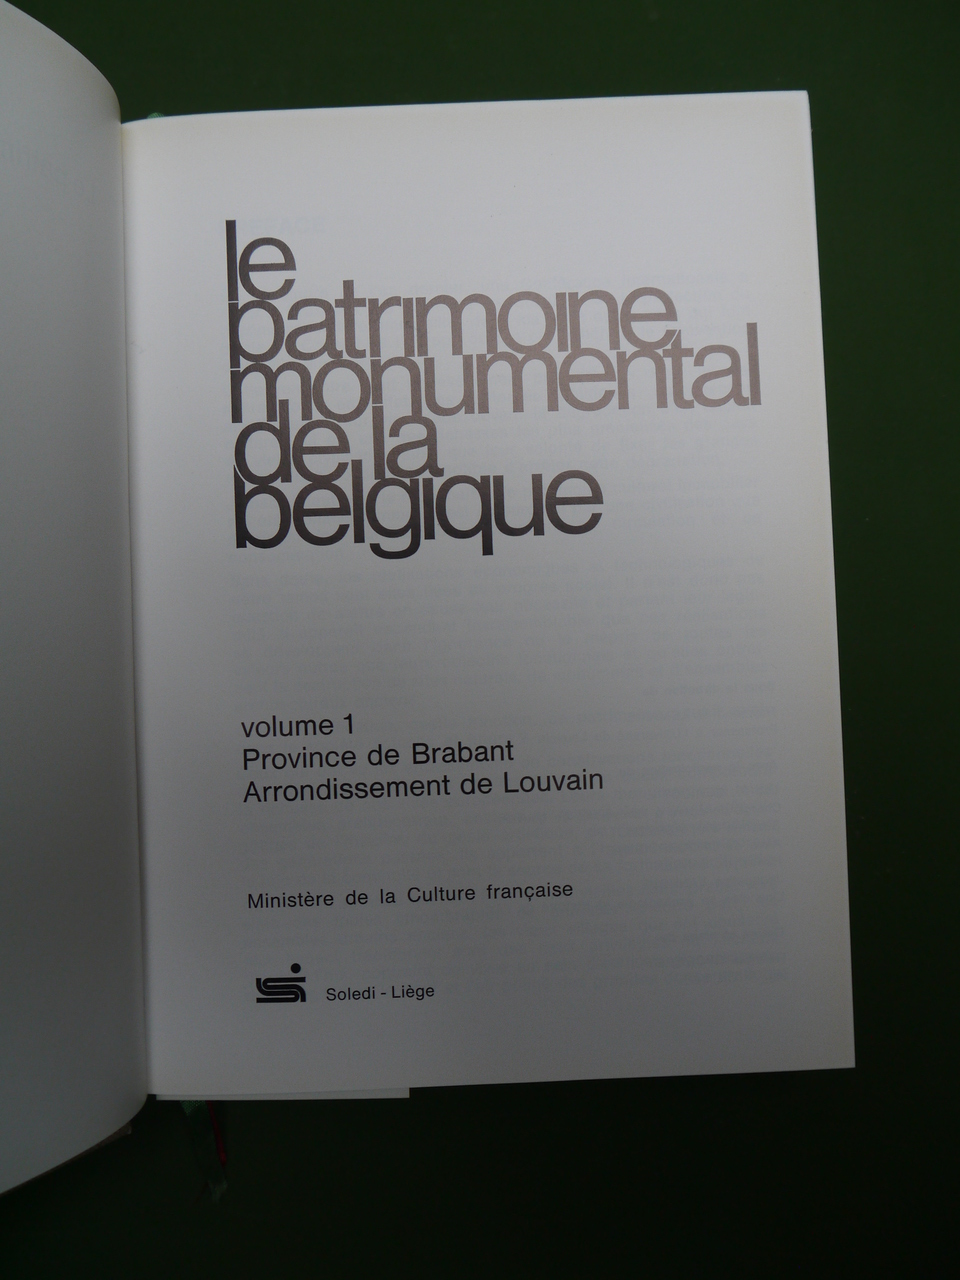 le
patrimoine
monumental
de la
belgique
volume 1
Province de Brabant
Arrondissement de Louvain
Ministère de la Culture française
Soledi - Liège